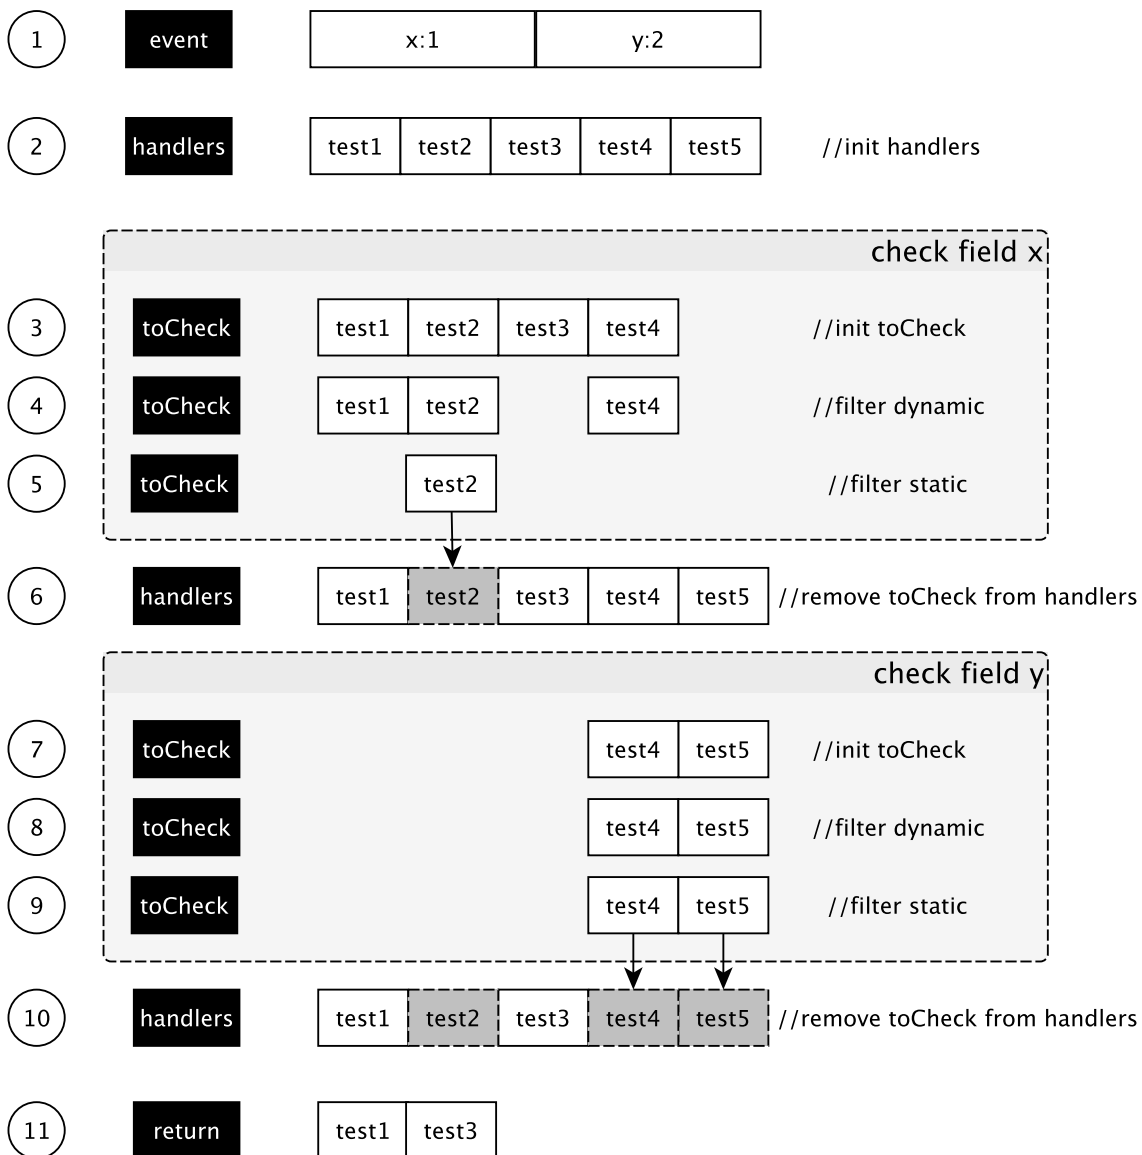 1 event x:1 y:2
2 handlers test1 test2 test3 test4 test5 //init handlers
check field x
3 toCheck test1 test2 test3 test4 //init toCheck
4 toCheck test1 test2 test4 //filter dynamic
5 toCheck test2 //filter static
6 handlers test1 test2 test3 test4 test5 //remove toCheck from handlers
check field y
7 toCheck test4 test5 //init toCheck
8 toCheck test4 test5 //filter dynamic
9 toCheck test4 test5 //filter static
10 handlers test1 test2 test3 test4 test5 //remove toCheck from handlers
11 return test1 test3